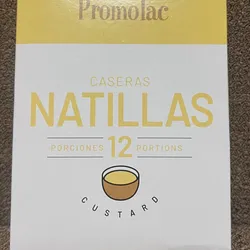 Promolac
CASERAS
NATILLAS
PORCIONES 12 PORTIONS
CUSTARD